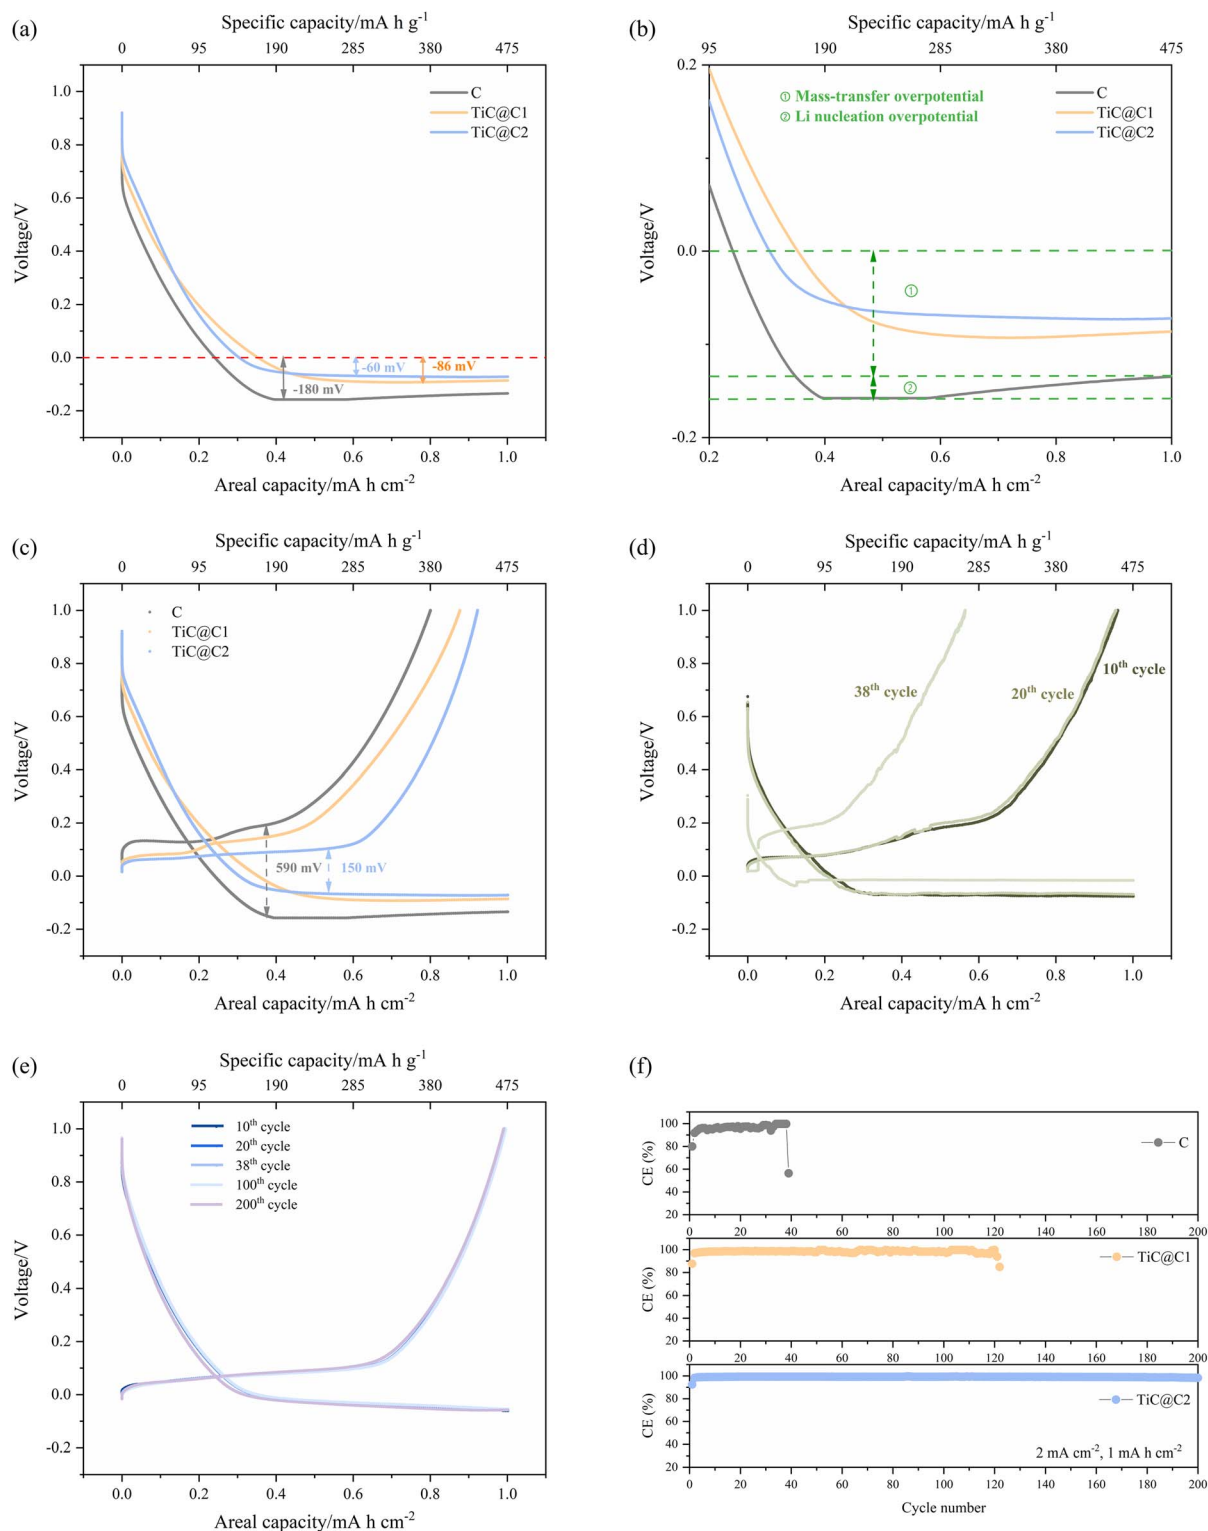 (a)
Specific capacity/mA h g⁻¹
0 95 190 285 380 475
C
TiC@C1
TiC@C2
Voltage/V
1.0
0.8
0.6
0.4
0.2
0.0
-0.2
-60 mV
-86 mV
-180 mV
0.0 0.2 0.4 0.6 0.8 1.0
Areal capacity/mA h cm⁻²
(b)
Specific capacity/mA h g⁻¹
95 190 285 380 475
① Mass-transfer overpotential
② Li nucleation overpotential
C
TiC@C1
TiC@C2
Voltage/V
0.2
0.0
-0.2
①
②
0.2 0.4 0.6 0.8 1.0
Areal capacity/mA h cm⁻²
(c)
Specific capacity/mA h g⁻¹
0 95 190 285 380 475
C
TiC@C1
TiC@C2
Voltage/V
1.0
0.8
0.6
0.4
0.2
0.0
-0.2
590 mV
150 mV
0.0 0.2 0.4 0.6 0.8 1.0
Areal capacity/mA h cm⁻²
(d)
Specific capacity/mA h g⁻¹
0 95 190 285 380 475
38ᵗʰ cycle
20ᵗʰ cycle
10ᵗʰ cycle
Voltage/V
1.0
0.8
0.6
0.4
0.2
0.0
-0.2
0.0 0.2 0.4 0.6 0.8 1.0
Areal capacity/mA h cm⁻²
(e)
Specific capacity/mA h g⁻¹
0 95 190 285 380 475
10ᵗʰ cycle
20ᵗʰ cycle
38ᵗʰ cycle
100ᵗʰ cycle
200ᵗʰ cycle
Voltage/V
1.0
0.8
0.6
0.4
0.2
0.0
-0.2
0.0 0.2 0.4 0.6 0.8 1.0
Areal capacity/mA h cm⁻²
(f)
CE (%)
100
80
60
40
20
C
0 20 40 60 80 100 120 140 160 180 200
CE (%)
100
80
60
40
20
TiC@C1
0 20 40 60 80 100 120 140 160 180 200
CE (%)
100
80
60
40
20
TiC@C2
2 mA cm⁻², 1 mA h cm⁻²
0 20 40 60 80 100 120 140 160 180 200
Cycle number